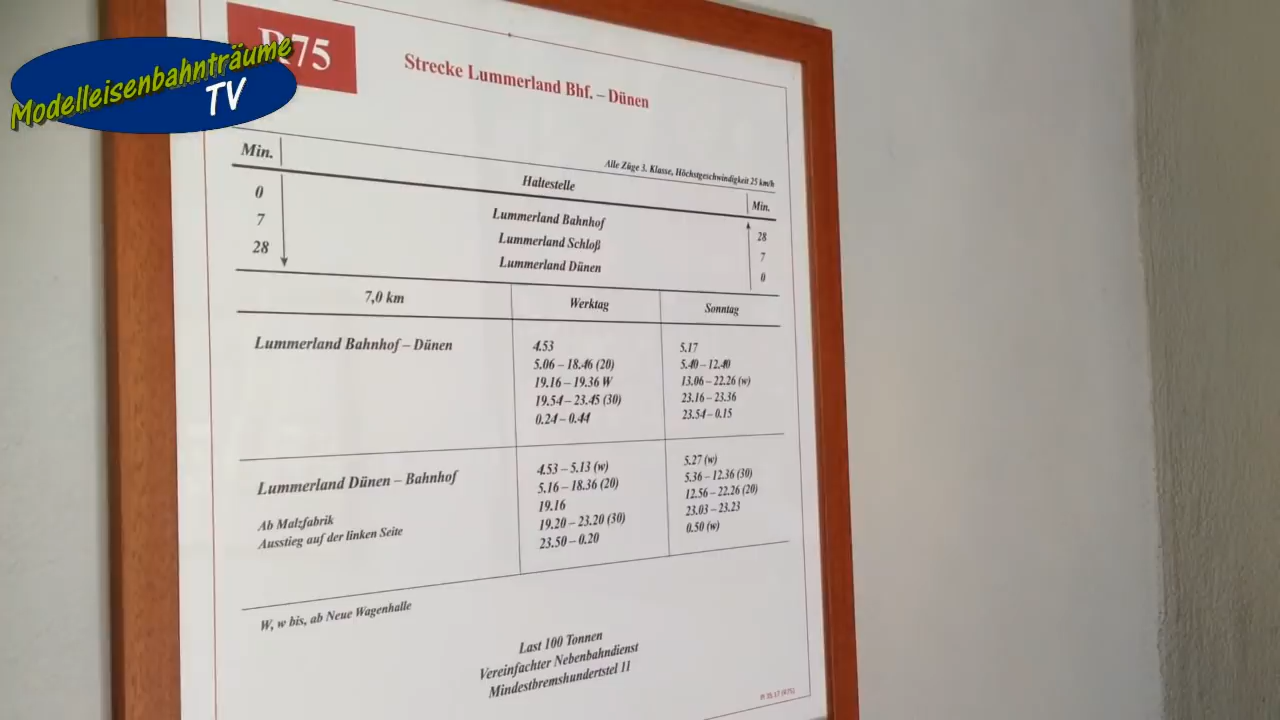 Modelleisenbahnträume
TV
R75
Strecke Lummerland Bhf. – Dünen
Alle Züge 3. Klasse, Höchstgeschwindigkeit 25 km/h
Min. Haltestelle Min.
0 Lummerland Bahnhof 28
7 Lummerland Schloß 7
28 Lummerland Dünen 0
7,0 km Werktag Sonntag
Lummerland Bahnhof – Dünen 4.53 5.17
5.06 – 18.46 (20) 5.40 – 12.40
19.16 – 19.36 W 13.06 – 22.26 (w)
19.54 – 23.45 (30) 23.16 – 23.36
0.24 – 0.44 23.54 – 0.15
Lummerland Dünen – Bahnhof 4.53 – 5.13 (w) 5.27 (w)
5.16 – 18.36 (20) 5.36 – 12.36 (30)
Ab Malzfabrik 19.16 12.56 – 22.26 (20)
Ausstieg auf der linken Seite 19.20 – 23.20 (30) 23.03 – 23.23
23.50 – 0.20 0.50 (w)
W, w bis, ab Neue Wagenhalle
Last 100 Tonnen
Vereinfachter Nebenbahndienst
Mindestbremshundertstel 11